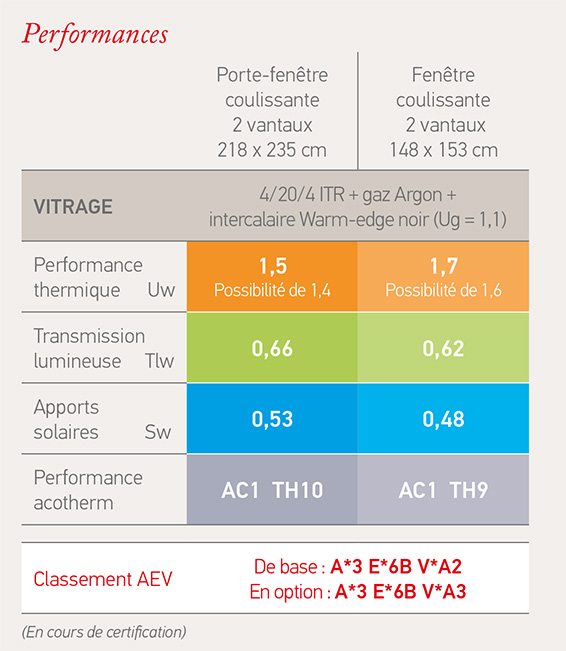 Performances
Porte-fenêtre
coulissante
2 vantaux
218 x 235 cm
Fenêtre
coulissante
2 vantaux
148 x 153 cm
VITRAGE
4/20/4 ITR + gaz Argon +
intercalaire Warm-edge noir (Ug = 1,1)
Performance
thermique Uw
1,5
Possibilité de 1,4
1,7
Possibilité de 1,6
Transmission
lumineuse Tlw
0,66
0,62
Apports
solaires Sw
0,53
0,48
Performance
acotherm
AC1 TH10
AC1 TH9
Classement AEV
De base : A*3 E*6B V*A2
En option : A*3 E*6B V*A3
(En cours de certification)